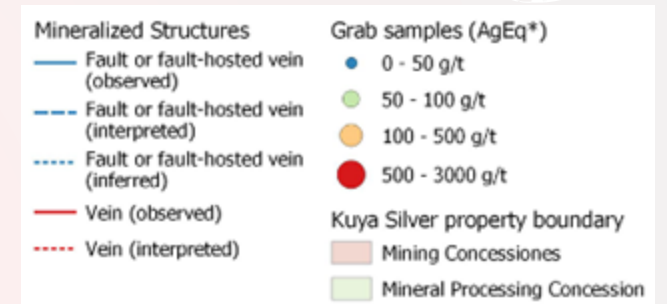 Mineralized Structures
Fault or fault-hosted vein
(observed)
Fault or fault-hosted vein
(interpreted)
Fault or fault-hosted vein
(inferred)
Vein (observed)
Vein (interpreted)
Grab samples (AgEq*)
0 - 50 g/t
50 - 100 g/t
100 - 500 g/t
500 - 3000 g/t
Kuya Silver property boundary
Mining Concessiones
Mineral Processing Concession